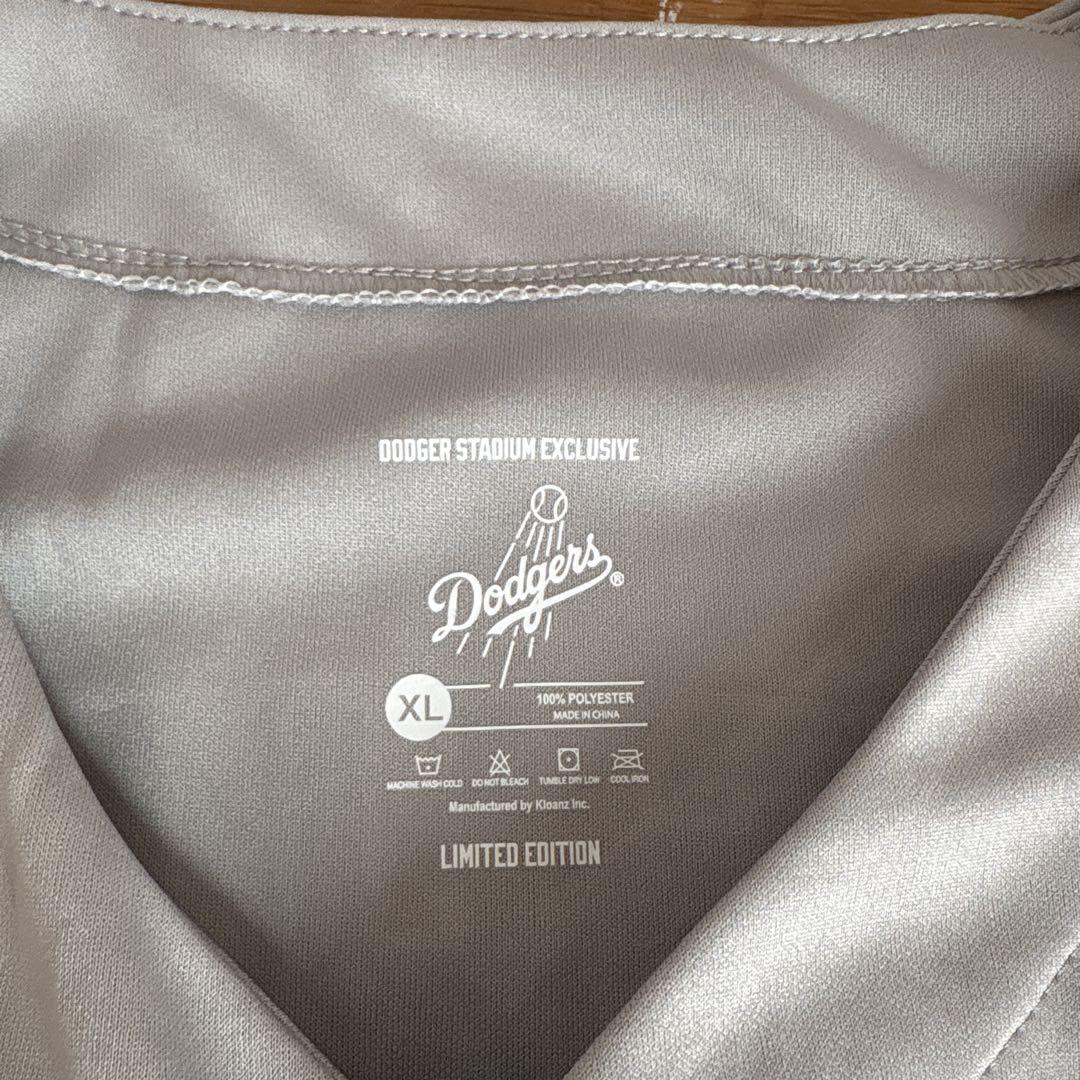 DODGER STADIUM EXCLUSIVE
Dodgers®
XL
100% POLYESTER
MADE IN CHINA
MACHINE WASH COLD DO NOT BLEACH TUMBLE DRY LOW COOL IRON
Manufactured by Kloanz Inc.
LIMITED EDITION